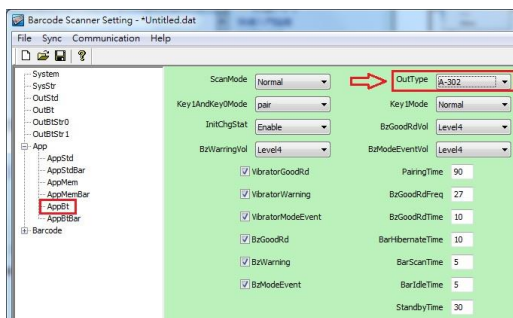 Barcode Scanner Setting - *Untitled.dat
File Sync Communication Help
System
SysStr
OutStd
OutBt
OutBtStr0
OutBtStr1
App
AppStd
AppStdBar
AppMem
AppMemBar
AppBt
AppBtBar
Barcode
ScanMode Normal OutType A-302
Key1AndKey0Mode pair Key1Mode Normal
InitChgStat Enable BzGoodRdVol Level4
BzWarringVol Level4 BzModeEventVol Level4
VibratorGoodRd PairingTime 90
VibratorWarning BzGoodRdFreq 27
VibratorModeEvent BzGoodRdTime 10
BzGoodRd BarHibernateTime 10
BzWarning BarScanTime 5
BzModeEvent BarIdleTime 5
StandbyTime 30